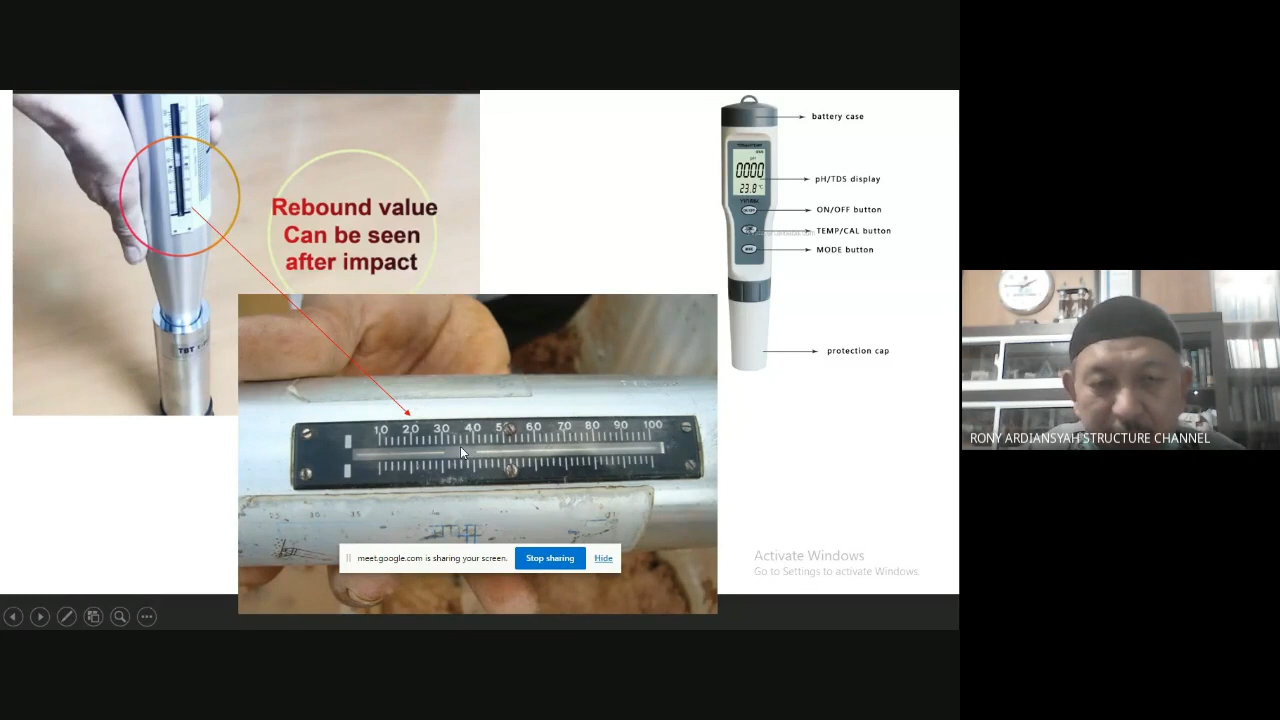 Rebound value
Can be seen
after impact
TBT
10 20 30 40 5 60 70 80 90 100
battery case
0000
23.8 °C
pH/TDS display
ON/OFF button
TEMP/CAL button
MODE button
protection cap
meet.google.com is sharing your screen.
Stop sharing
Hide
Activate Windows
Go to Settings to activate Windows.
RONY ARDIANSYAH STRUCTURE CHANNEL